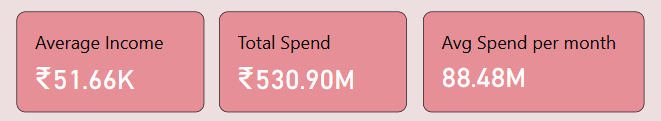 Average Income
₹51.66K
Total Spend
₹530.90M
Avg Spend per month
88.48M